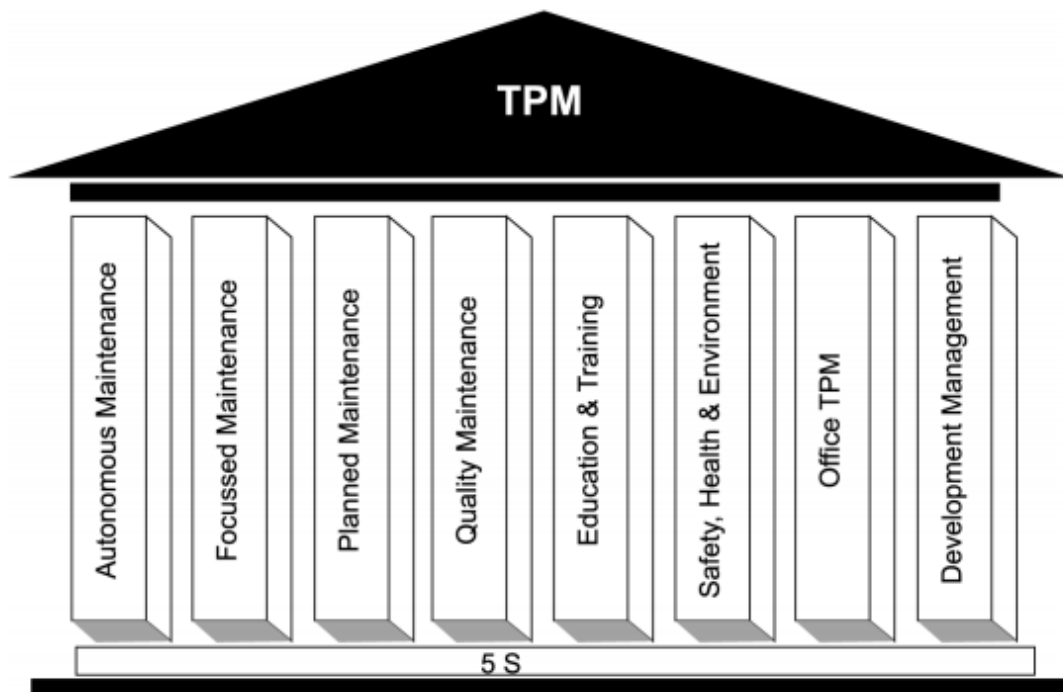 TPM
Autonomous Maintenance
Focussed Maintenance
Planned Maintenance
Quality Maintenance
Education & Training
Safety, Health & Environment
Office TPM
Development Management
5 S